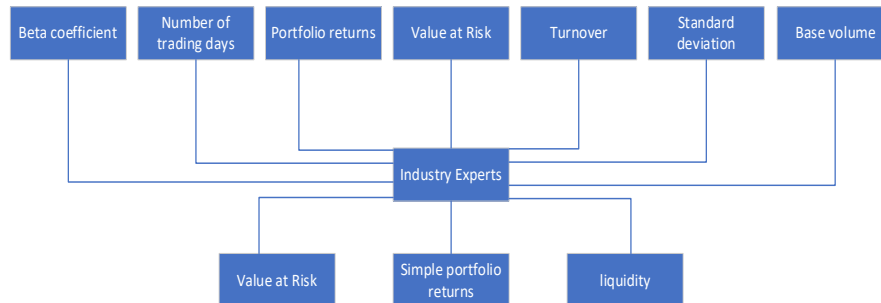 Beta coefficient
Number of
trading days
Portfolio returns
Value at Risk
Turnover
Standard
deviation
Base volume
Industry Experts
Value at Risk
Simple portfolio
returns
liquidity